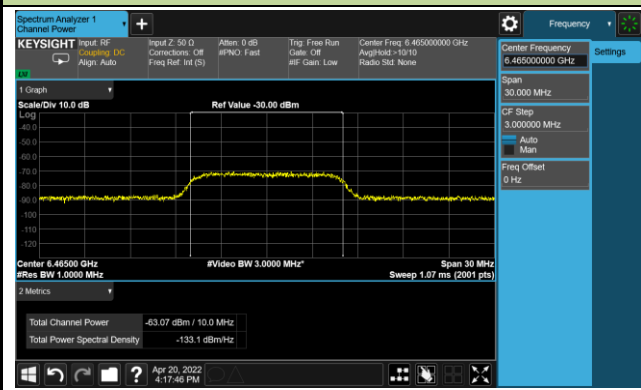 Spectrum Analyzer 1
Channel Power
Frequency
KEYSIGHT
Input: RF
Coupling: DC
Align: Auto
Input Z: 50 Ω
Corrections: Off
Freq Ref: Int (S)
Atten: 0 dB
#PNO: Fast
Trig: Free Run
Gate: Off
#IF Gain: Low
Center Freq: 6.465000000 GHz
Avg|Hold:>10/10
Radio Std: None
Center Frequency
6.465000000 GHz
Settings
Span
30.000 MHz
CF Step
3.000000 MHz
Auto
Man
Freq Offset
0 Hz
1 Graph
Scale/Div 10.0 dB
Ref Value -30.00 dBm
Log
-40.0
-50.0
-60.0
-70.0
-80.0
-90.0
-100
-110
-120
Center 6.46500 GHz
#Video BW 3.0000 MHz*
Span 30 MHz
#Res BW 1.0000 MHz
Sweep 1.07 ms (2001 pts)
2 Metrics
Total Channel Power
-63.07 dBm / 10.0 MHz
Total Power Spectral Density
-133.1 dBm/Hz
?
Apr 20, 2022
4:17:46 PM